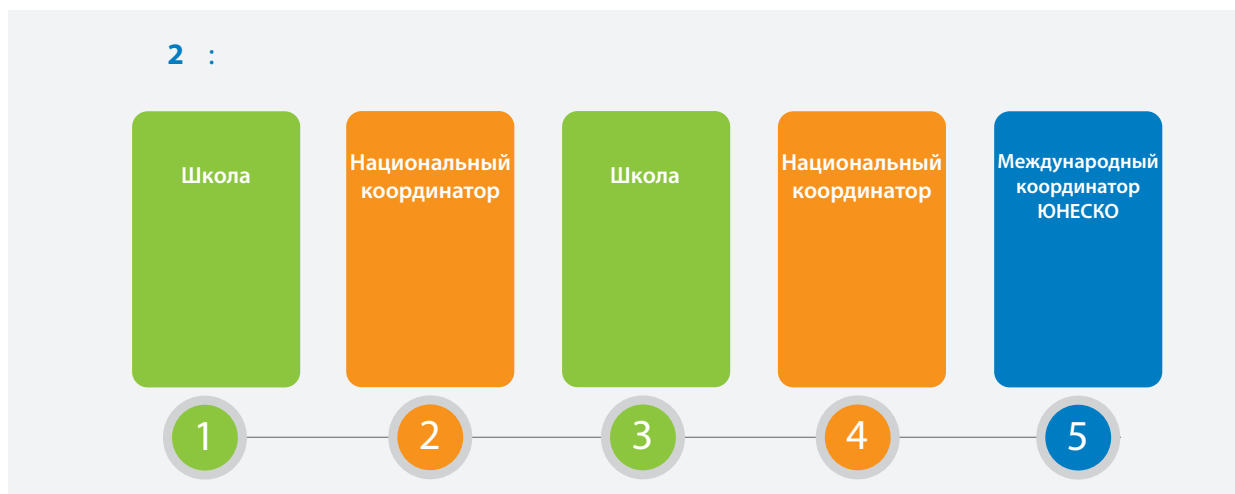 2 :
Школа
Национальный
координатор
Школа
Национальный
координатор
Международный
координатор
ЮНЕСКО
1
2
3
4
5